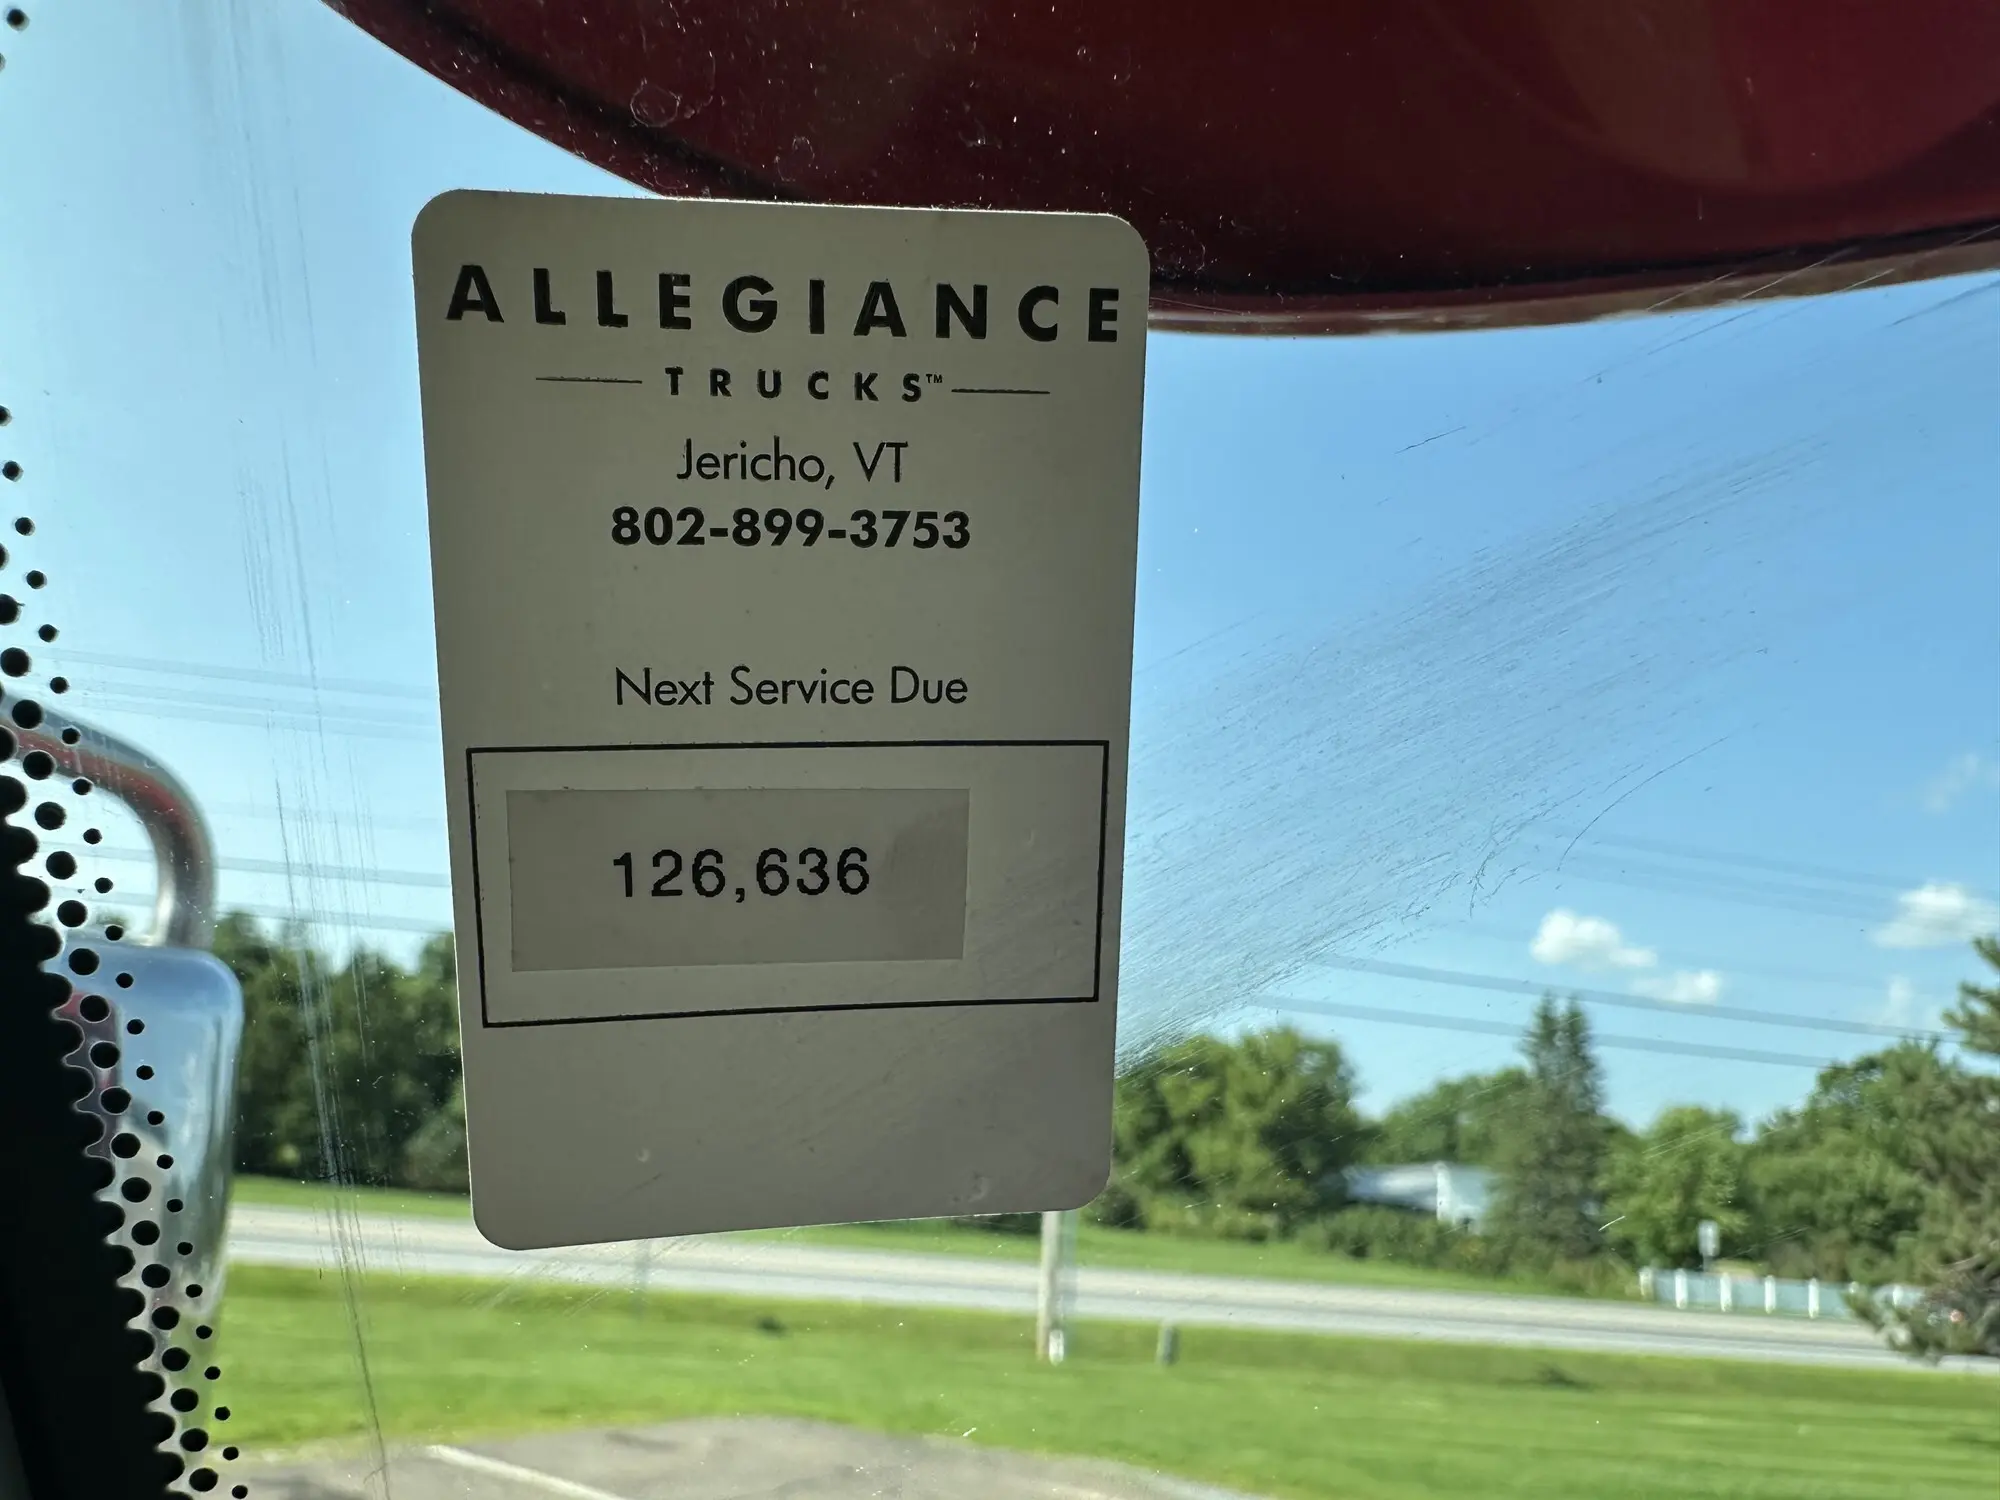 ALLEGIANCE
TRUCKS™
Jericho, VT
802-899-3753
Next Service Due
126,636